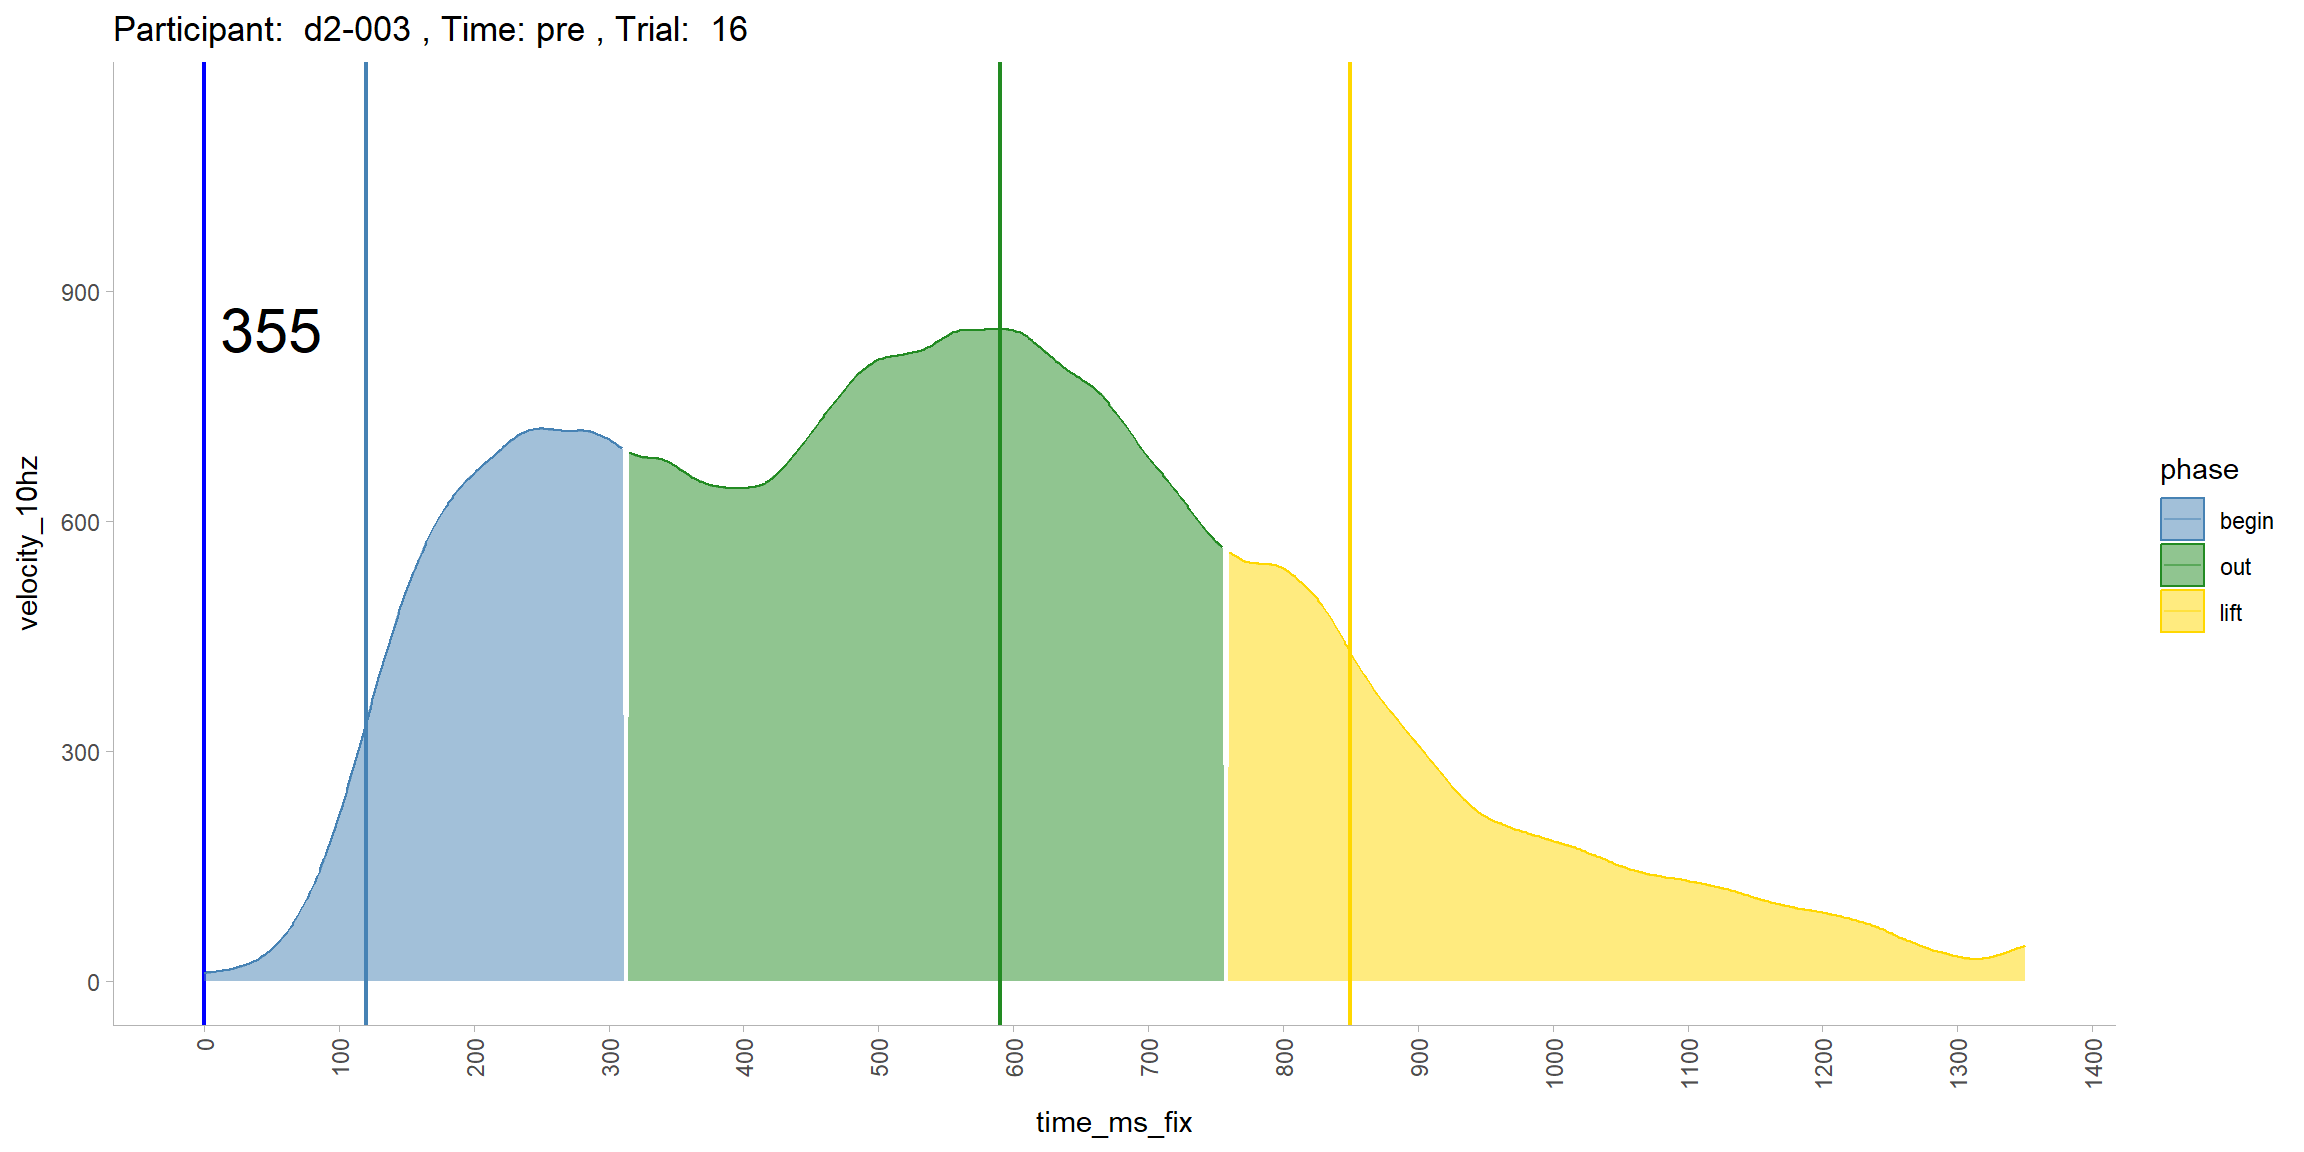 Participant:  d2-003 , Time: pre , Trial:  16
900
600
300
0
velocity_10hz
355
0
100
200
300
400
500
600
700
800
900
1000
1100
1200
1300
1400
time_ms_fix
phase
begin
out
lift